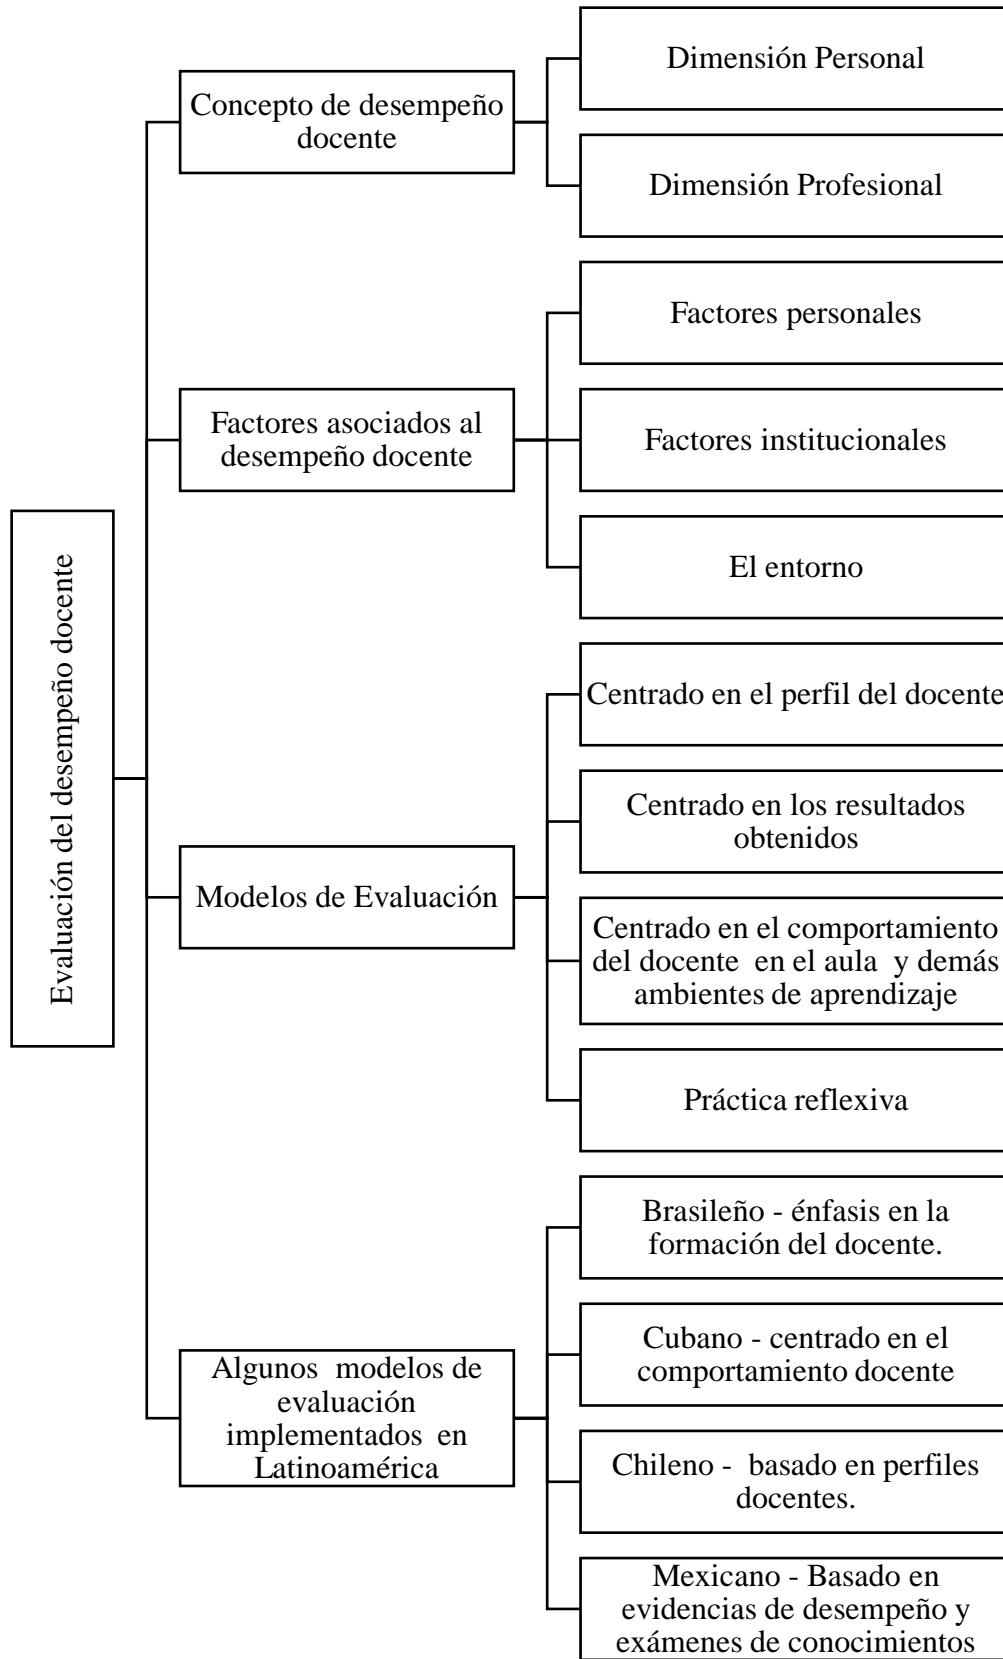 Evaluación del desempeño docente
Concepto de desempeño
docente
Dimensión Personal
Dimensión Profesional
Factores asociados al
desempeño docente
Factores personales
Factores institucionales
El entorno
Modelos de Evaluación
Centrado en el perfil del docente
Centrado en los resultados
obtenidos
Centrado en el comportamiento
del docente  en el aula  y demás
ambientes de aprendizaje
Práctica reflexiva
Algunos  modelos de
evaluación
implementados  en
Latinoamérica
Brasileño - énfasis en la
formación del docente.
Cubano - centrado en el
comportamiento docente
Chileno -  basado en perfiles
docentes.
Mexicano - Basado en
evidencias de desempeño y
exámenes de conocimientos